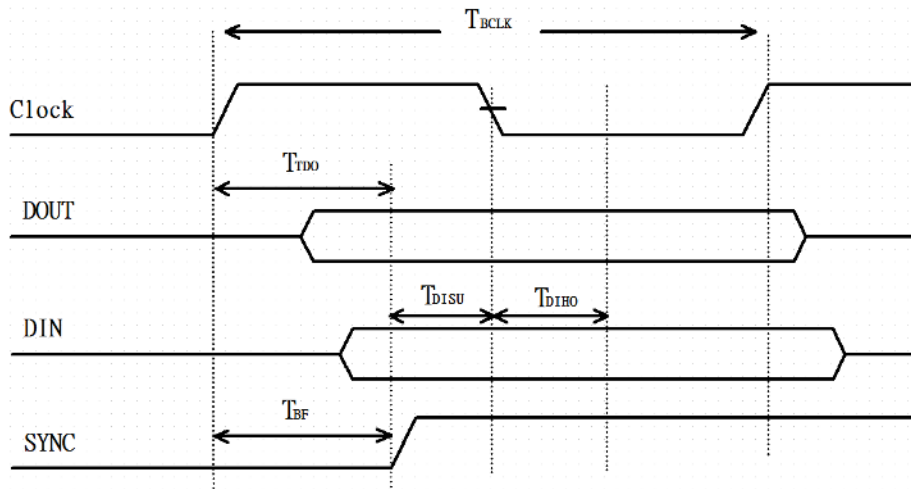 TBCLK
Clock
TTDO
DOUT
TDISU TDIHO
DIN
TBF
SYNC